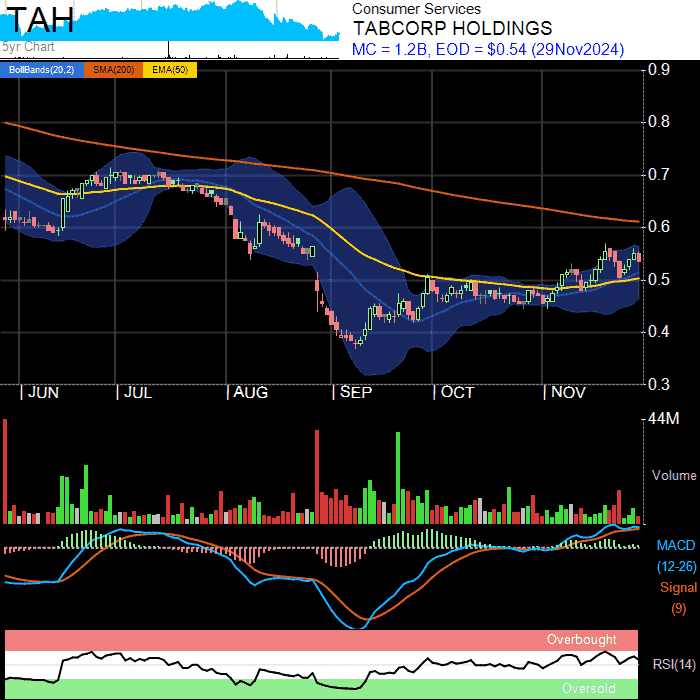 TAH
5yr Chart
Consumer Services
TABCORP HOLDINGS
MC = 1.2B, EOD = $0.54 (29Nov2024)
BollBands(20,2) SMA(200) EMA(50)
0.9
0.8
0.7
0.6
0.5
0.4
0.3
| JUN | JUL | AUG | SEP | OCT | NOV
44M
Volume
MACD
(12-26)
Signal
(9)
Overbought
RSI(14)
Oversold